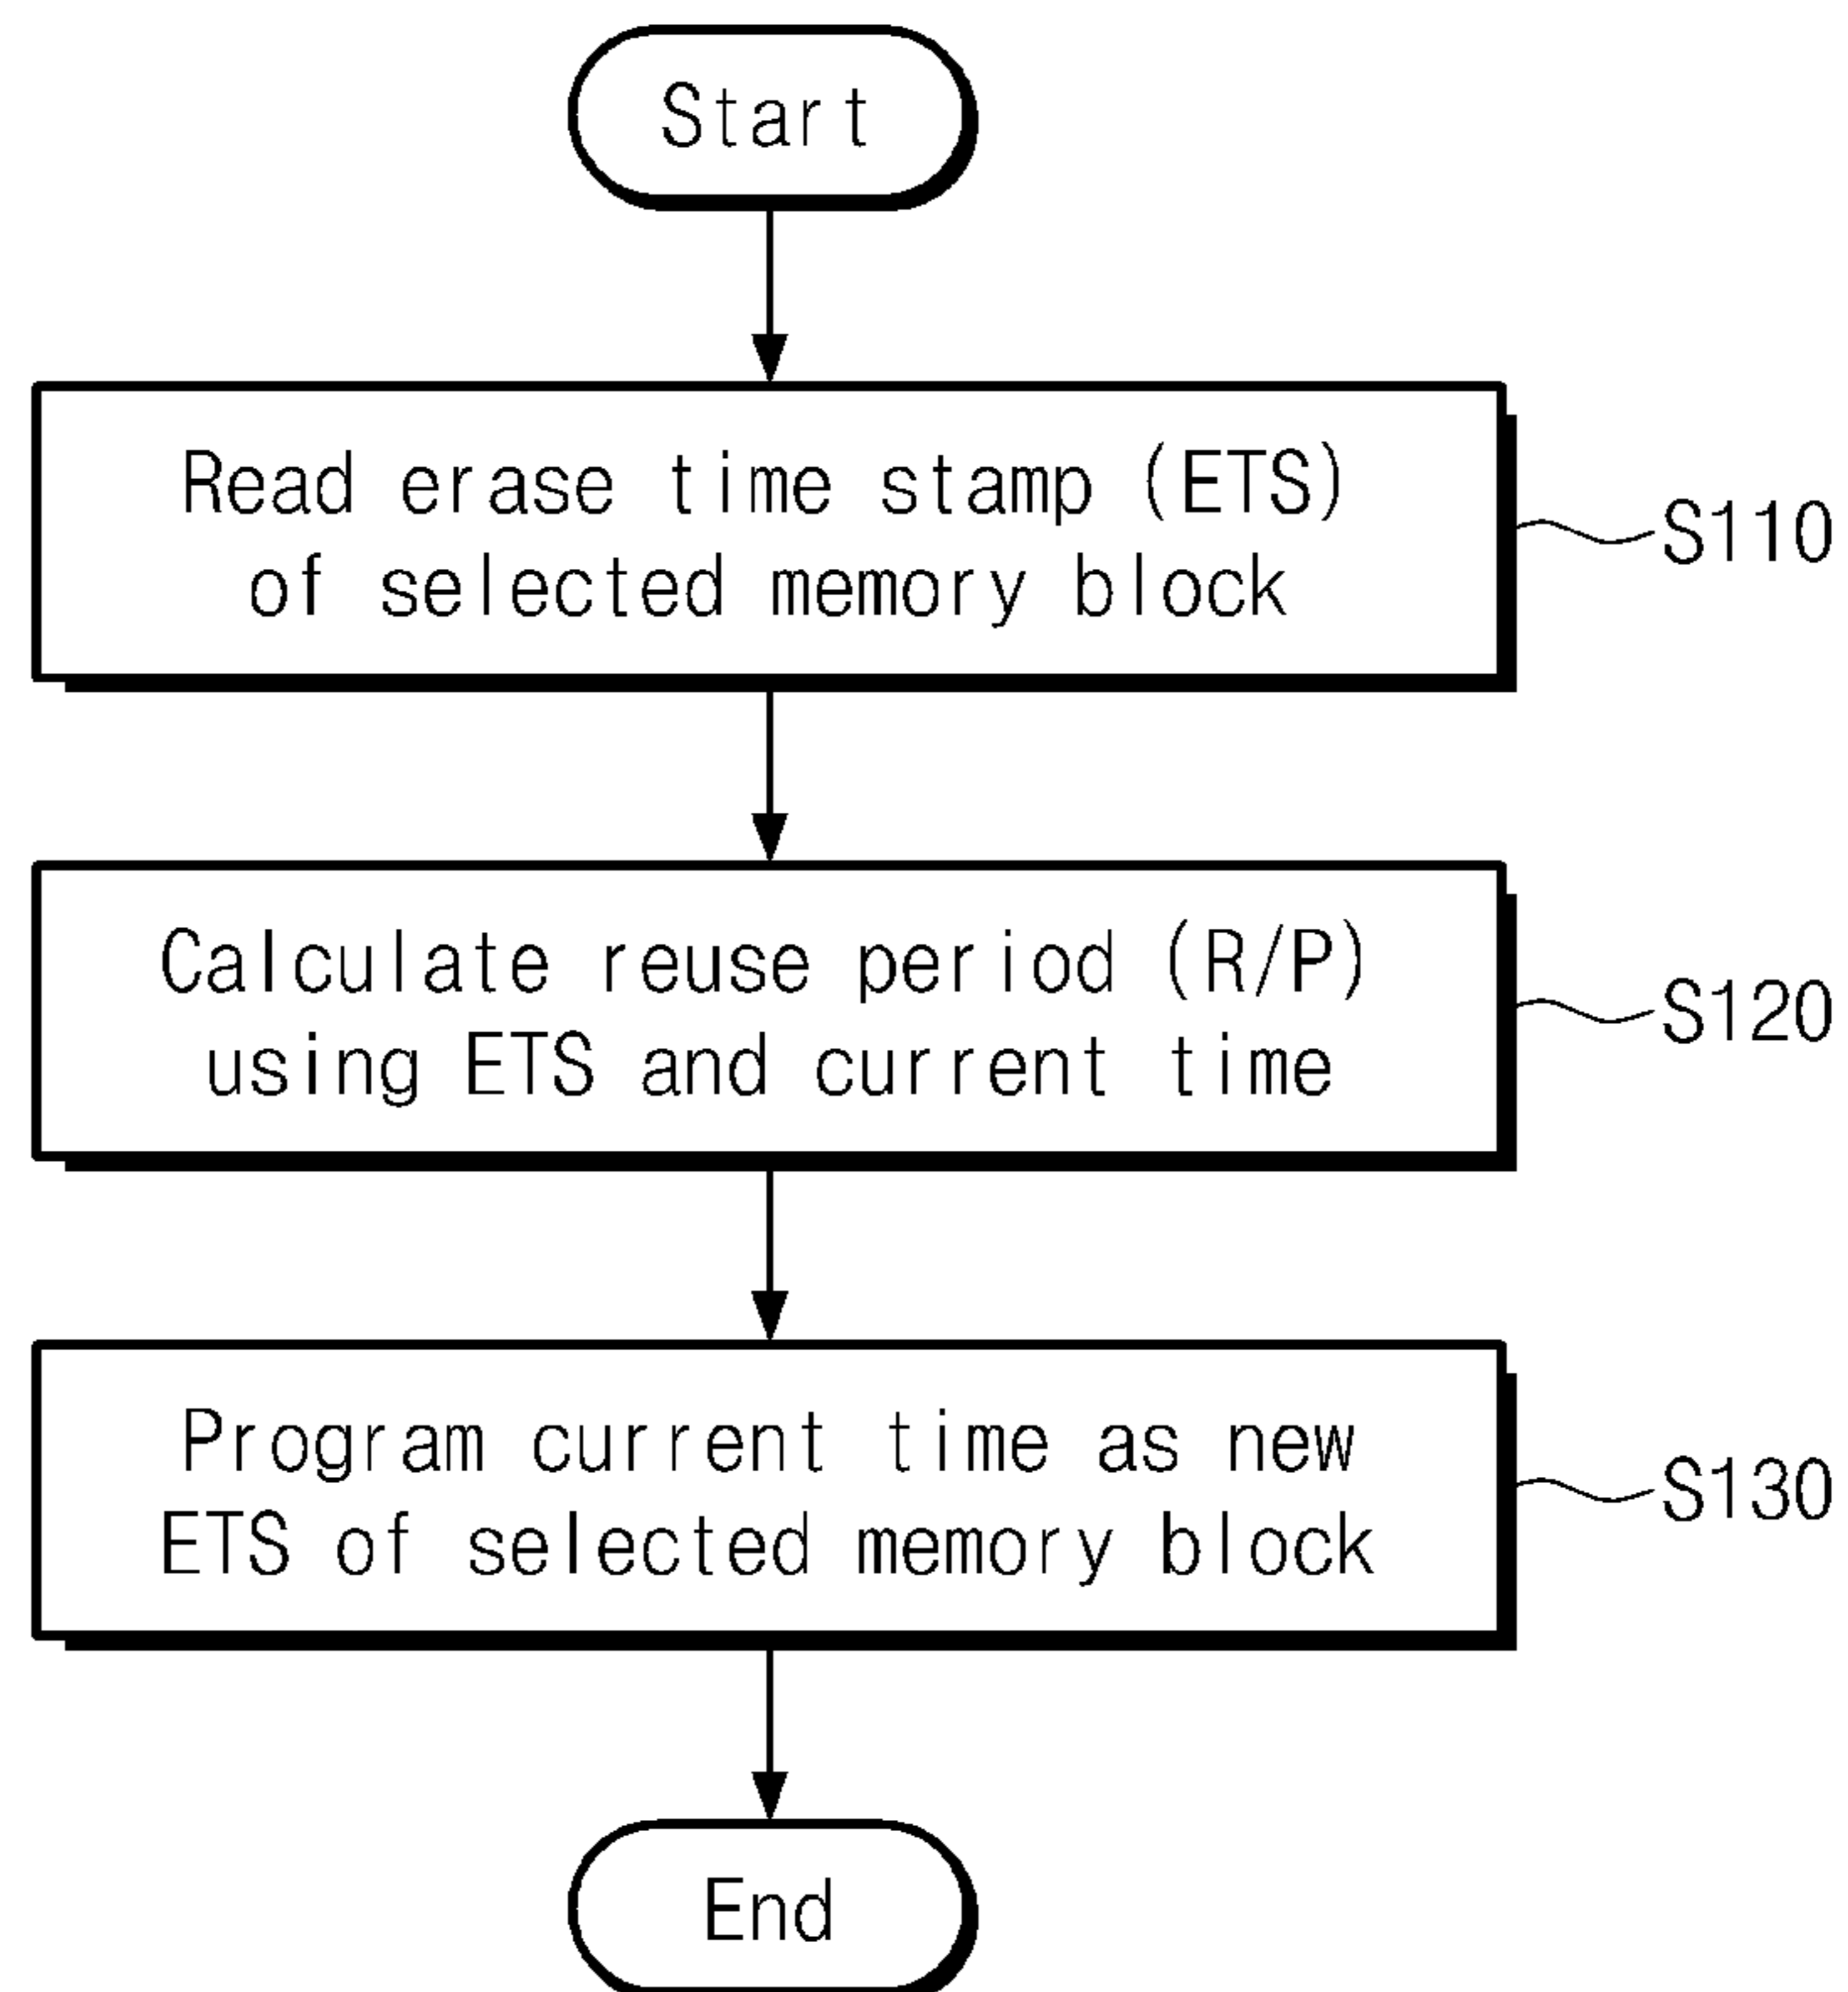 Start
Read erase time stamp (ETS)
of selected memory block
S110
Calculate reuse period (R/P)
using ETS and current time
S120
Program current time as new
ETS of selected memory block
S130
End